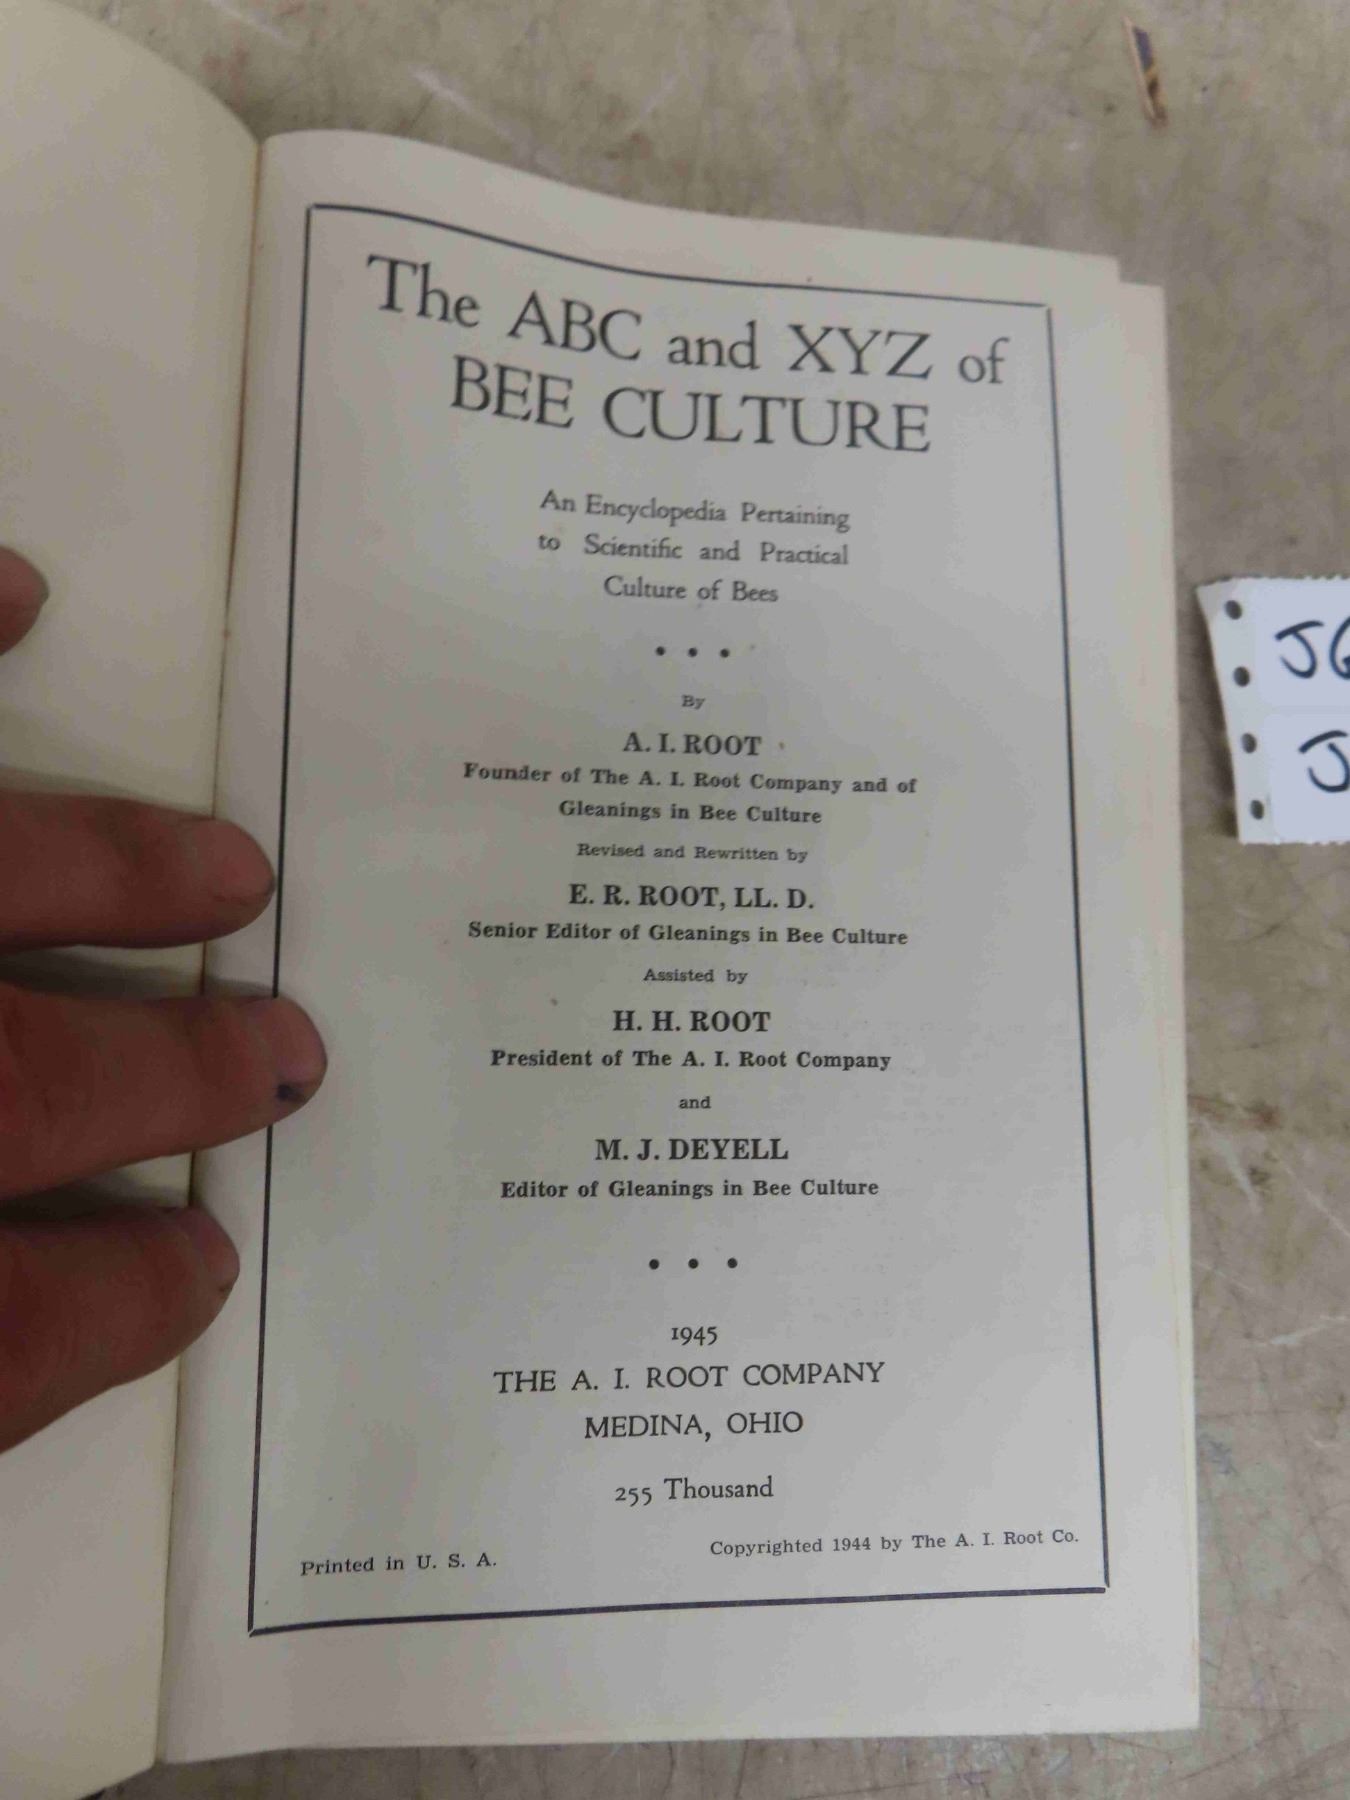 The ABC and XYZ of
BEE CULTURE
An Encyclopedia Pertaining
to Scientific and Practical
Culture of Bees
• • •
By
A. I. ROOT
Founder of The A. I. Root Company and of
Gleanings in Bee Culture
Revised and Rewritten by
E. R. ROOT, LL. D.
Senior Editor of Gleanings in Bee Culture
Assisted by
H. H. ROOT
President of The A. I. Root Company
and
M. J. DEYELL
Editor of Gleanings in Bee Culture
• • •
1945
THE A. I. ROOT COMPANY
MEDINA, OHIO
255 Thousand
Printed in U. S. A.
Copyrighted 1944 by The A. I. Root Co.
J